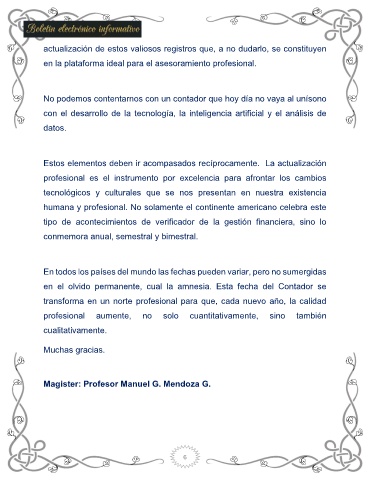 Boletín electrónico informativo
actualización de estos valiosos registros que, a no dudarlo, se constituyen
en la plataforma ideal para el asesoramiento profesional.
No podemos contentarnos con un contador que hoy día no vaya al unísono
con el desarrollo de la tecnología, la inteligencia artificial y el análisis de
datos.
Estos elementos deben ir acompasados recíprocamente. La actualización
profesional es el instrumento por excelencia para afrontar los cambios
tecnológicos y culturales que se nos presentan en nuestra existencia
humana y profesional. No solamente el continente americano celebra este
tipo de acontecimientos de verificador de la gestión financiera, sino lo
conmemora anual, semestral y bimestral.
En todos los países del mundo las fechas pueden variar, pero no sumergidas
en el olvido permanente, cual la amnesia. Esta fecha del Contador se
transforma en un norte profesional para que, cada nuevo año, la calidad
profesional aumente, no solo cuantitativamente, sino también
cualitativamente.
Muchas gracias.
Magister: Profesor Manuel G. Mendoza G.
6